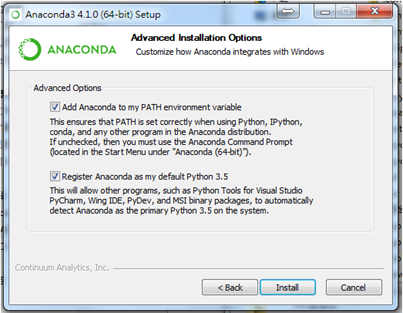 Anaconda3 4.1.0 (64-bit) Setup
ANACONDA
Advanced Installation Options
Customize how Anaconda integrates with Windows
Advanced Options
Add Anaconda to my PATH environment variable
This ensures that PATH is set correctly when using Python, IPython,
conda, and any other program in the Anaconda distribution.
If unchecked, then you must use the Anaconda Command Prompt
(located in the Start Menu under "Anaconda (64-bit)").
Register Anaconda as my default Python 3.5
This will allow other programs, such as Python Tools for Visual Studio
PyCharm, Wing IDE, PyDev, and MSI binary packages, to automatically
detect Anaconda as the primary Python 3.5 on the system.
Continuum Analytics, Inc.
< Back
Install
Cancel